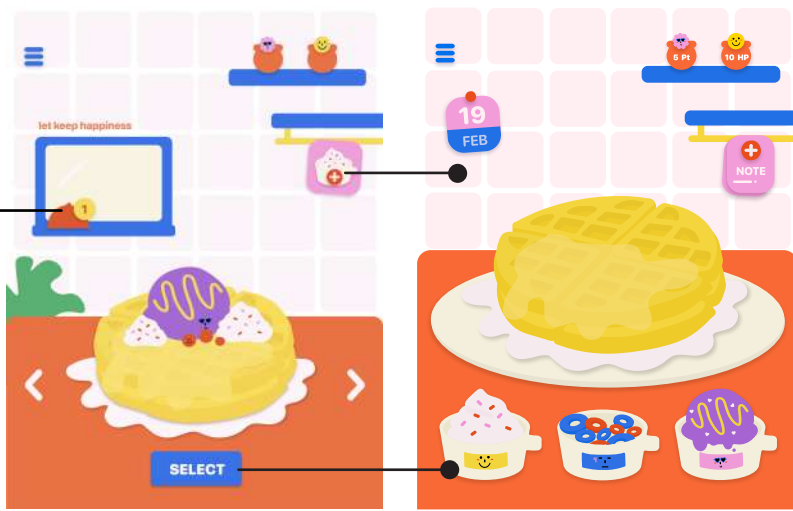 let keep happiness
1
SELECT
5 Pt
10 HP
19
FEB
NOTE